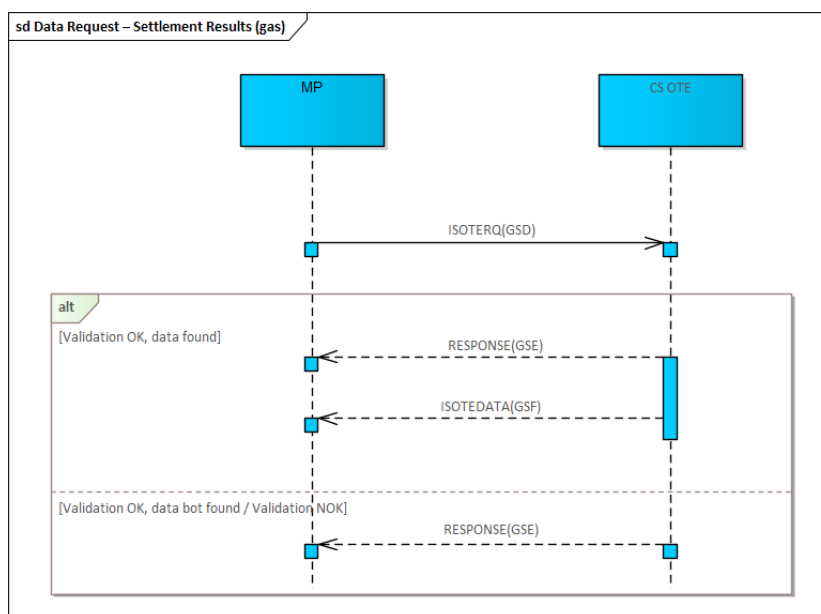 sd Data Request – Settlement Results (gas)
MP
CS OTE
ISOTERQ(GSD)
alt
[Validation OK, data found]
RESPONSE(GSE)
ISOTEDATA(GSF)
[Validation OK, data bot found / Validation NOK]
RESPONSE(GSE)